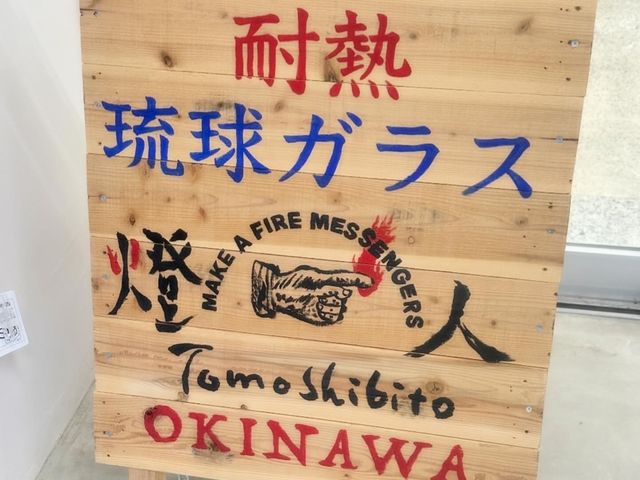 耐熱
琉球ガラス
MAKE A FIRE MESSENGERS
燈人
Tomoshibito
OKINAWA